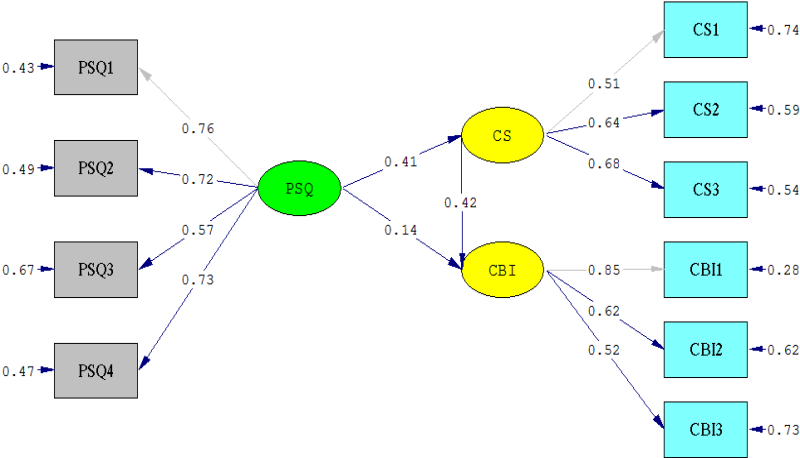 CS1
0.74
0.43
PSQ1
0.51
0.76
CS2
0.59
0.64
0.41
CS
0.68
0.49
PSQ2
0.72
PSQ
CS3
0.54
0.42
0.57
0.14
0.67
PSQ3
0.73
CBI
0.85
CBI1
0.28
0.62
0.52
CBI2
0.62
0.47
PSQ4
CBI3
0.73